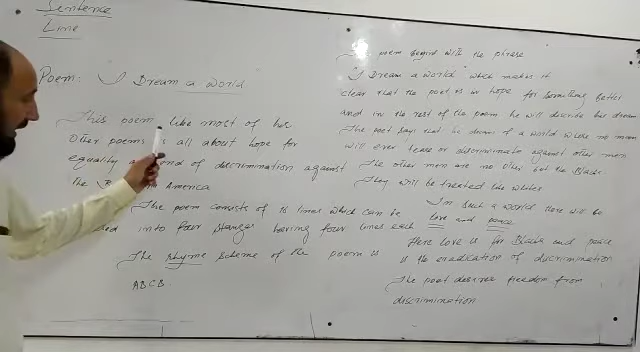 Sentence
Line
Poem: I Dream a World
This poem like most of her
other poems is all about hope for
equality and end of discrimination against
the B in America
The poem consists of 16 lines which can be
into four stanzas having four lines each
The rhyme scheme of the poem is
ABCB.
poem begins with the phrase
"I Dream a World" which makes it
clear that the poet is in hope for something better
and in the rest of the poem he will describe his dream
The poet says that he dreams of a world where no man
will ever tease or discriminate against other men
The other men are no other but the Blacks.
They will be treated like whites
In such a world there will be
love and peace
Here love is for Blacks and peace
is the eradication of discrimination
The poet desires freedom from
discrimination